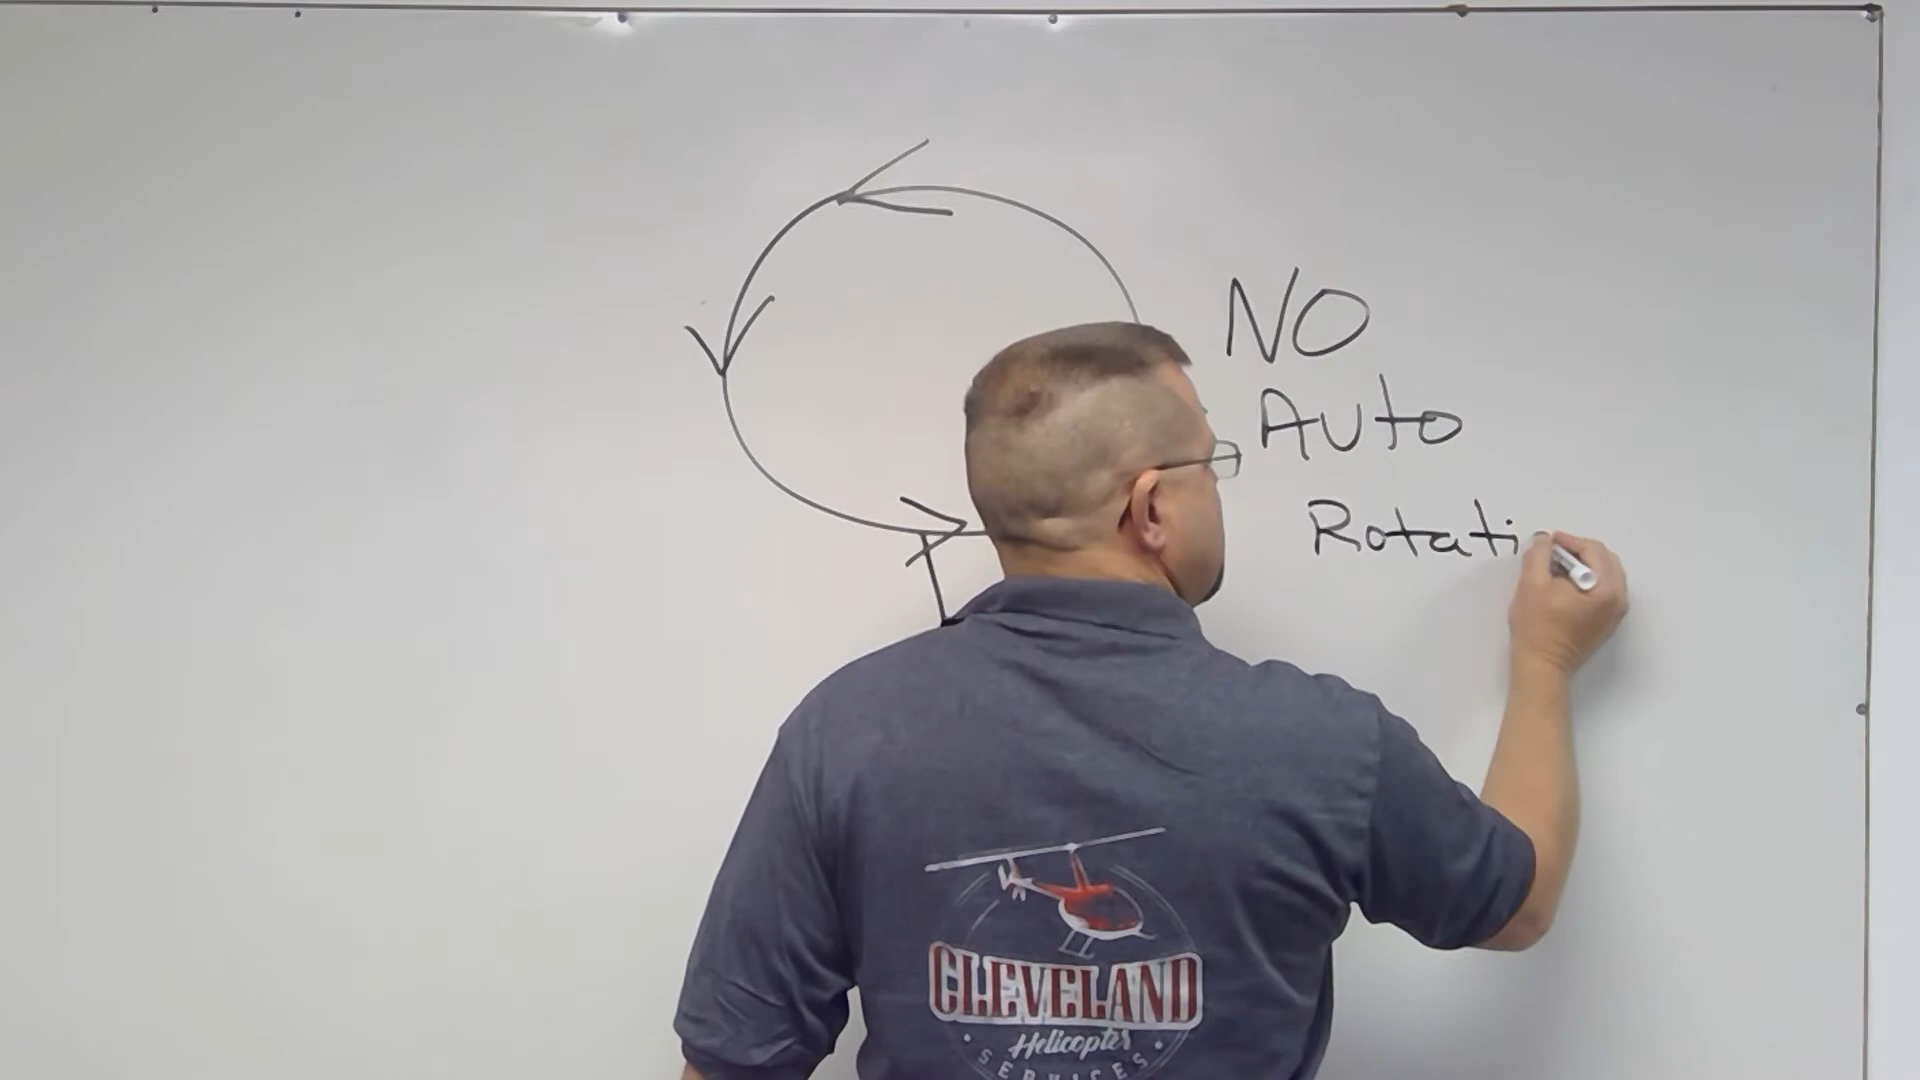 NO
Auto
Rotati
CLEVELAND
Helicopter
SERVICES